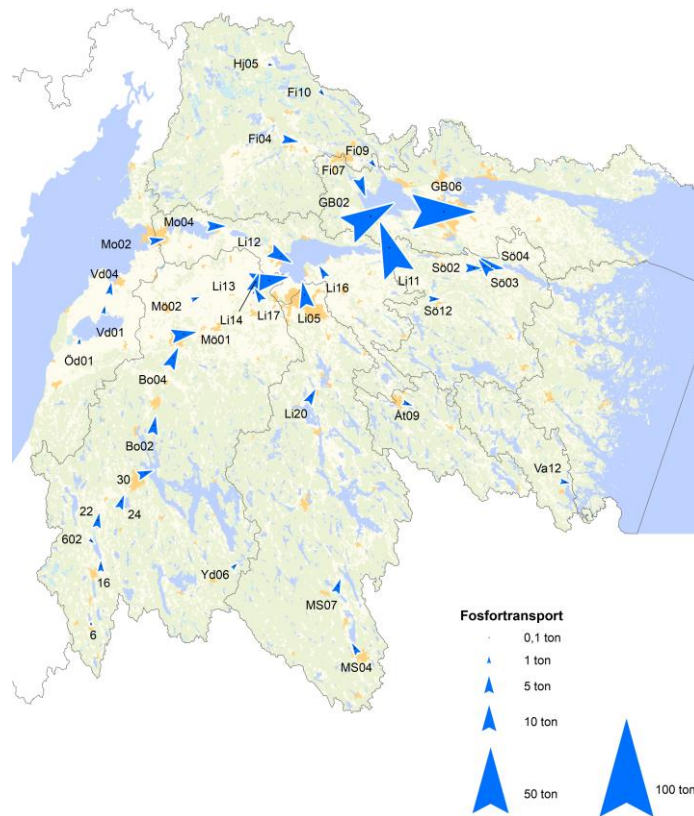 Hj05
Fi10
Fi04
Fi09
Fi07
GB06
GB02
Mo04
Mo02
Li12
Sö04
Sö02
Vd04
Li13
Li16
Li11
Sö03
Mö02
Li14
Li17
Sö12
Vd01
Li05
Mö01
Öd01
Bo04
Li20
Åt09
Bo02
Va12
30
22
24
602
16
Yd06
MS07
6
MS04
Fosfortransport
0,1 ton
1 ton
5 ton
10 ton
50 ton
100 ton